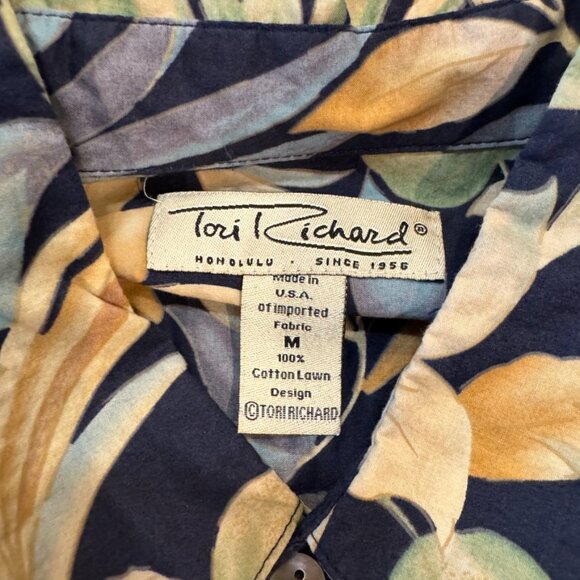 Tori Richard®
HONOLULU · SINCE 1956
Made in
U.S.A.
of imported
Fabric
M
100%
Cotton Lawn
Design
©TORI RICHARD